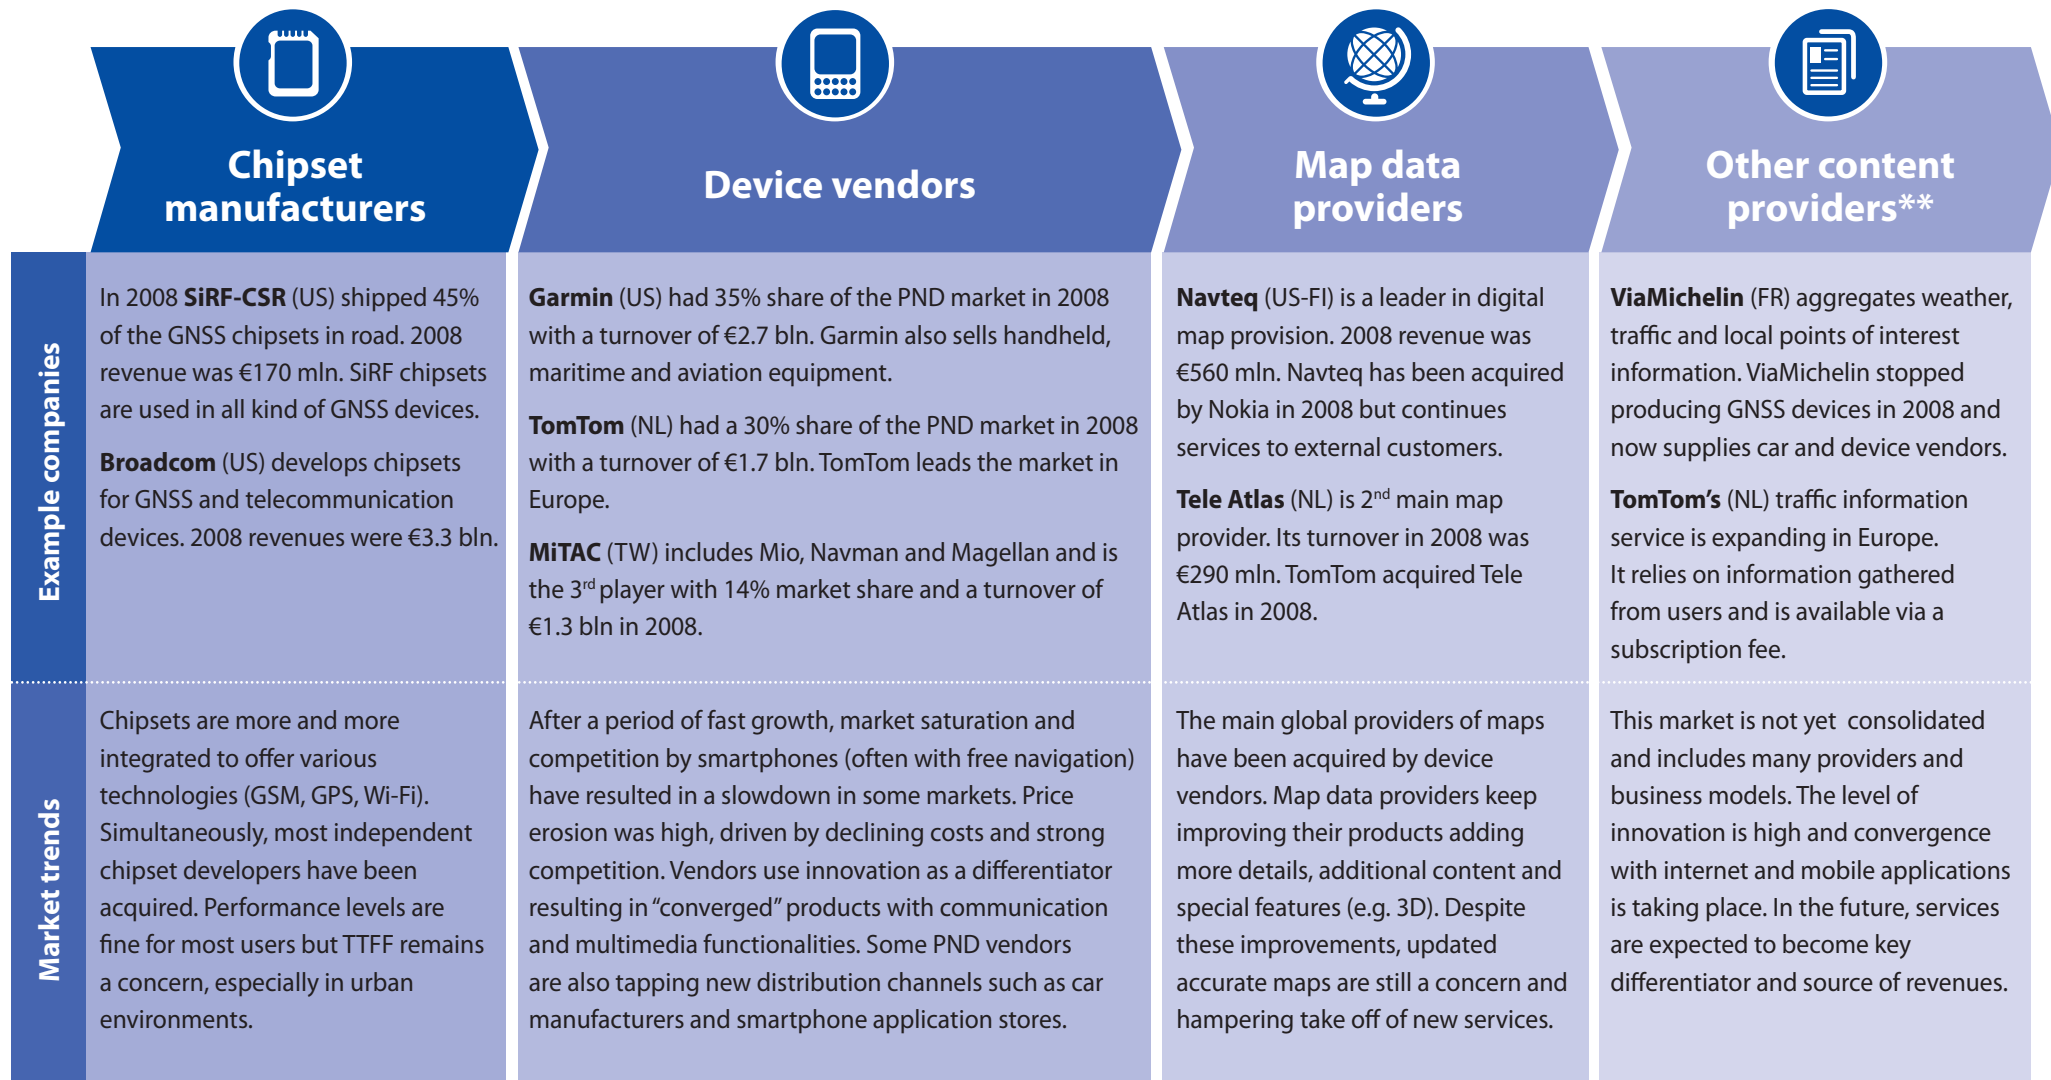 Chipset
manufacturers
Device vendors
Map data
providers
Other content
providers**
Example companies
In 2008 SiRF-CSR (US) shipped 45%
of the GNSS chipsets in road. 2008
revenue was €170 mln. SiRF chipsets
are used in all kind of GNSS devices.
Broadcom (US) develops chipsets
for GNSS and telecommunication
devices. 2008 revenues were €3.3 bln.
Garmin (US) had 35% share of the PND market in 2008
with a turnover of €2.7 bln. Garmin also sells handheld,
maritime and aviation equipment.
TomTom (NL) had a 30% share of the PND market in 2008
with a turnover of €1.7 bln. TomTom leads the market in
Europe.
MiTAC (TW) includes Mio, Navman and Magellan and is
the 3rd player with 14% market share and a turnover of
€1.3 bln in 2008.
Navteq (US-FI) is a leader in digital
map provision. 2008 revenue was
€560 mln. Navteq has been acquired
by Nokia in 2008 but continues
services to external customers.
Tele Atlas (NL) is 2nd main map
provider. Its turnover in 2008 was
€290 mln. TomTom acquired Tele
Atlas in 2008.
ViaMichelin (FR) aggregates weather,
traffic and local points of interest
information. ViaMichelin stopped
producing GNSS devices in 2008 and
now supplies car and device vendors.
TomTom's (NL) traffic information
service is expanding in Europe.
It relies on information gathered
from users and is available via a
subscription fee.
Market trends
Chipsets are more and more
integrated to offer various
technologies (GSM, GPS, Wi-Fi).
Simultaneously, most independent
chipset developers have been
acquired. Performance levels are
fine for most users but TTFF remains
a concern, especially in urban
environments.
After a period of fast growth, market saturation and
competition by smartphones (often with free navigation)
have resulted in a slowdown in some markets. Price
erosion was high, driven by declining costs and strong
competition. Vendors use innovation as a differentiator
resulting in “converged” products with communication
and multimedia functionalities. Some PND vendors
are also tapping new distribution channels such as car
manufacturers and smartphone application stores.
The main global providers of maps
have been acquired by device
vendors. Map data providers keep
improving their products adding
more details, additional content and
special features (e.g. 3D). Despite
these improvements, updated
accurate maps are still a concern and
hampering take off of new services.
This market is not yet consolidated
and includes many providers and
business models. The level of
innovation is high and convergence
with internet and mobile applications
is taking place. In the future, services
are expected to become key
differentiator and source of revenues.